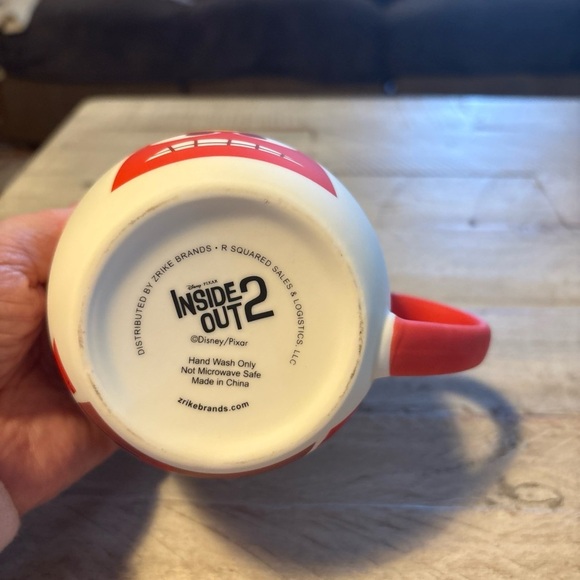 DISTRIBUTED BY ZRIKE BRANDS • R SQUARED SALES & LOGISTICS, LLC
Disney PIXAR
INSIDE
OUT 2
©Disney/Pixar
Hand Wash Only
Not Microwave Safe
Made in China
zrikebrands.com